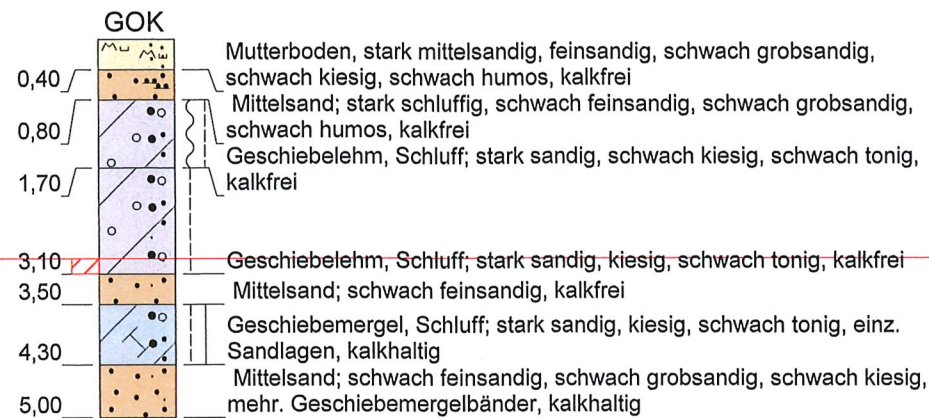 GOK
Mutterboden, stark mittelsandig, feinsandig, schwach grobsandig,
0,40 schwach kiesig, schwach humos, kalkfrei
Mittelsand; stark schluffig, schwach feinsandig, schwach grobsandig,
0,80 schwach humos, kalkfrei
Geschiebelehm, Schluff; stark sandig, schwach kiesig, schwach tonig,
1,70 kalkfrei
3,10 Geschiebelehm, Schluff; stark sandig, kiesig, schwach tonig, kalkfrei
3,50 Mittelsand; schwach feinsandig, kalkfrei
Geschiebemergel, Schluff; stark sandig, kiesig, schwach tonig, einz.
4,30 Sandlagen, kalkhaltig
Mittelsand; schwach feinsandig, schwach grobsandig, schwach kiesig,
5,00 mehr. Geschiebemergelbänder, kalkhaltig